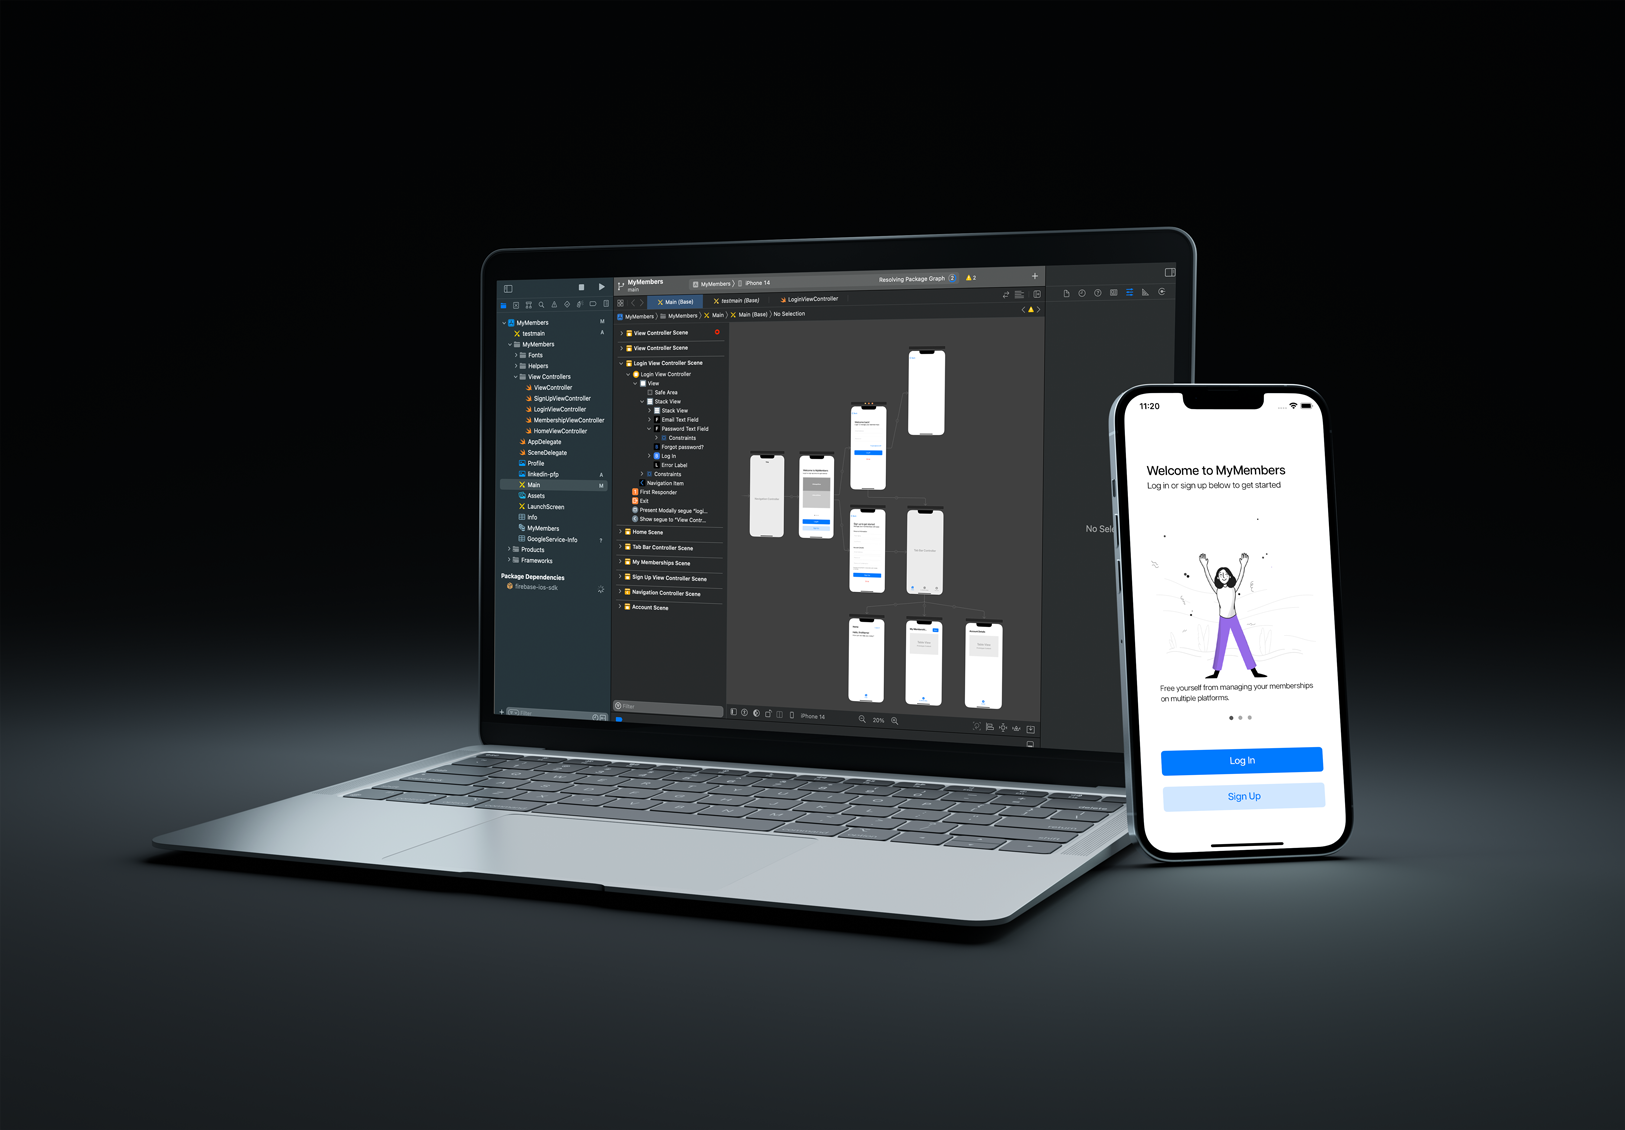 MyMembers
main
MyMembers
iPhone 14
Resolving Package Graph
2
2
Main (Base)
testmain (Base)
LoginViewController
MyMembers
MyMembers
Main
Main (Base)
No Selection
MyMembers
M
testmain
A
MyMembers
Fonts
Helpers
View Controllers
ViewController
SignUpViewController
LoginViewController
MembershipViewController
HomeViewController
AppDelegate
SceneDelegate
Profile
linkedin-pfp
A
Main
M
Assets
LaunchScreen
Info
MyMembers
GoogleService-Info
?
Products
Frameworks
Package Dependencies
firebase-ios-sdk
View Controller Scene
View Controller Scene
Login View Controller Scene
Login View Controller
View
Safe Area
Stack View
Stack View
Email Text Field
Password Text Field
Constraints
Forgot password?
Log In
Error Label
Constraints
Navigation Item
First Responder
Exit
Present Modally segue "logi...
Show segue to "View Contr...
Home Scene
Tab Bar Controller Scene
My Memberships Scene
Sign Up View Controller Scene
Navigation Controller Scene
Account Scene
Filter
iPhone 14
20%
No Sele
11:20
Welcome to MyMembers
Log in or sign up below to get started
Free yourself from managing your memberships
on multiple platforms.
Log In
Sign Up